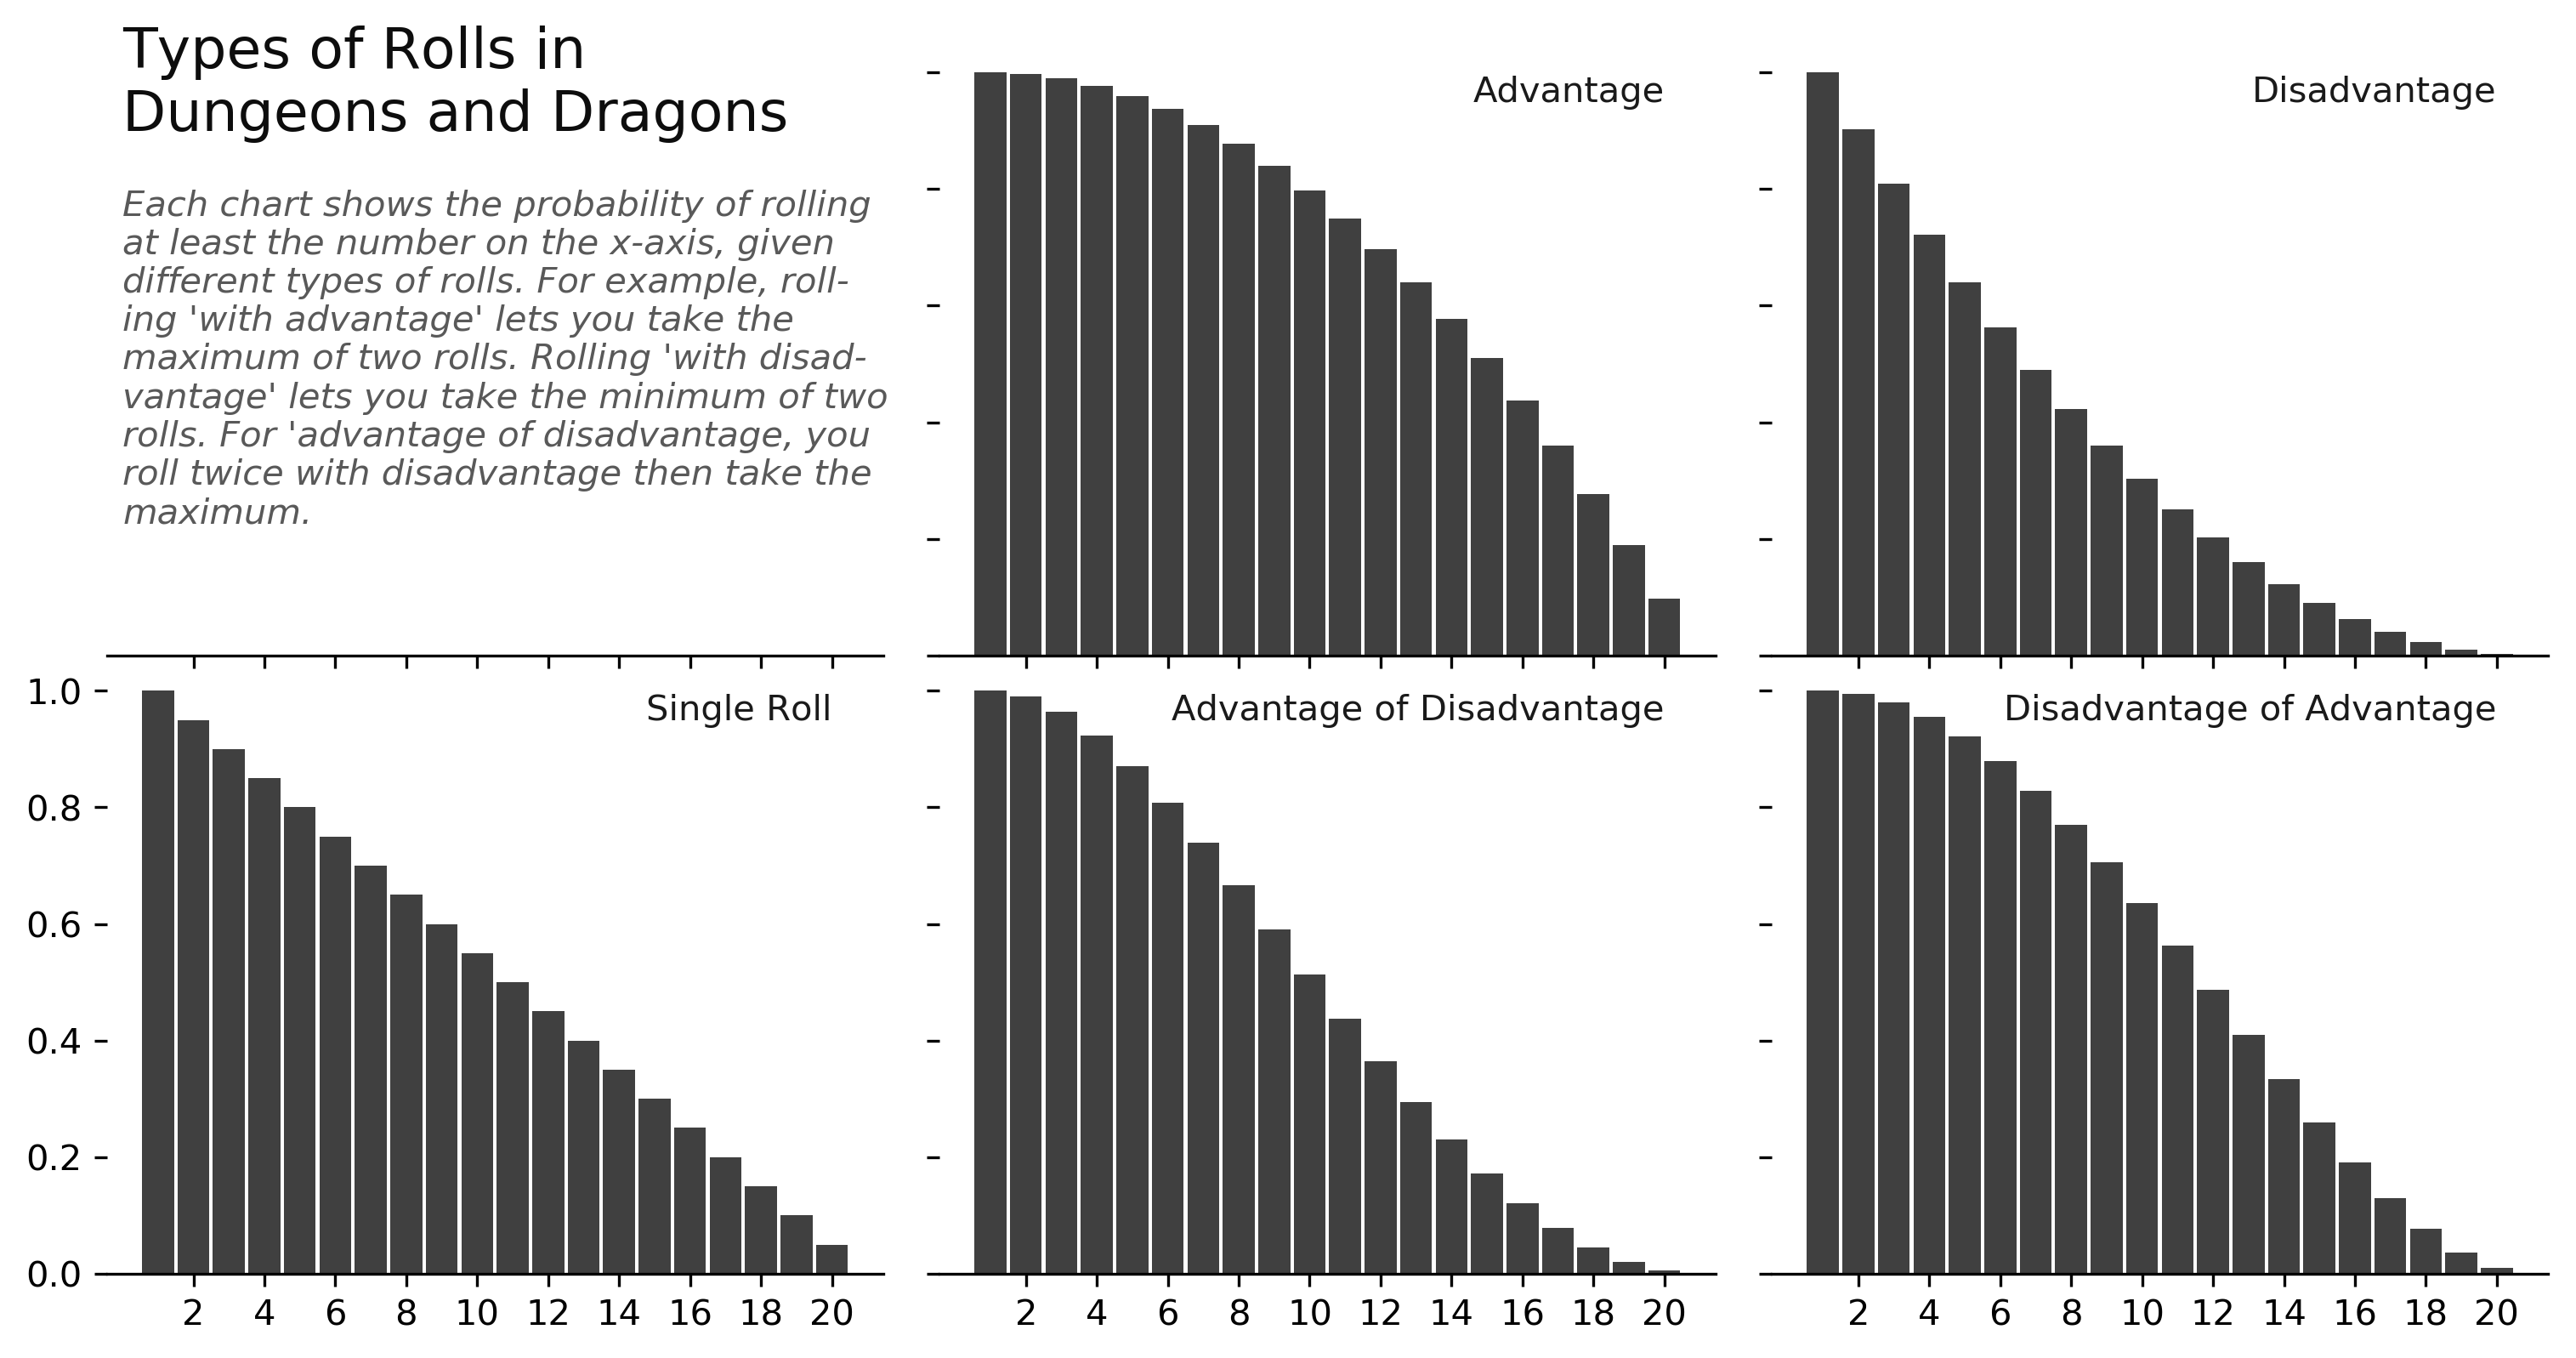 Types of Rolls in
Dungeons and Dragons
Each chart shows the probability of rolling
at least the number on the x-axis, given
different types of rolls. For example, roll-
ing 'with advantage' lets you take the
maximum of two rolls. Rolling 'with disad-
vantage' lets you take the minimum of two
rolls. For 'advantage of disadvantage, you
roll twice with disadvantage then take the
maximum.
Advantage
Disadvantage
Single Roll
1.0
0.8
0.6
0.4
0.2
0.0
2 4 6 8 10 12 14 16 18 20
Advantage of Disadvantage
2 4 6 8 10 12 14 16 18 20
Disadvantage of Advantage
2 4 6 8 10 12 14 16 18 20